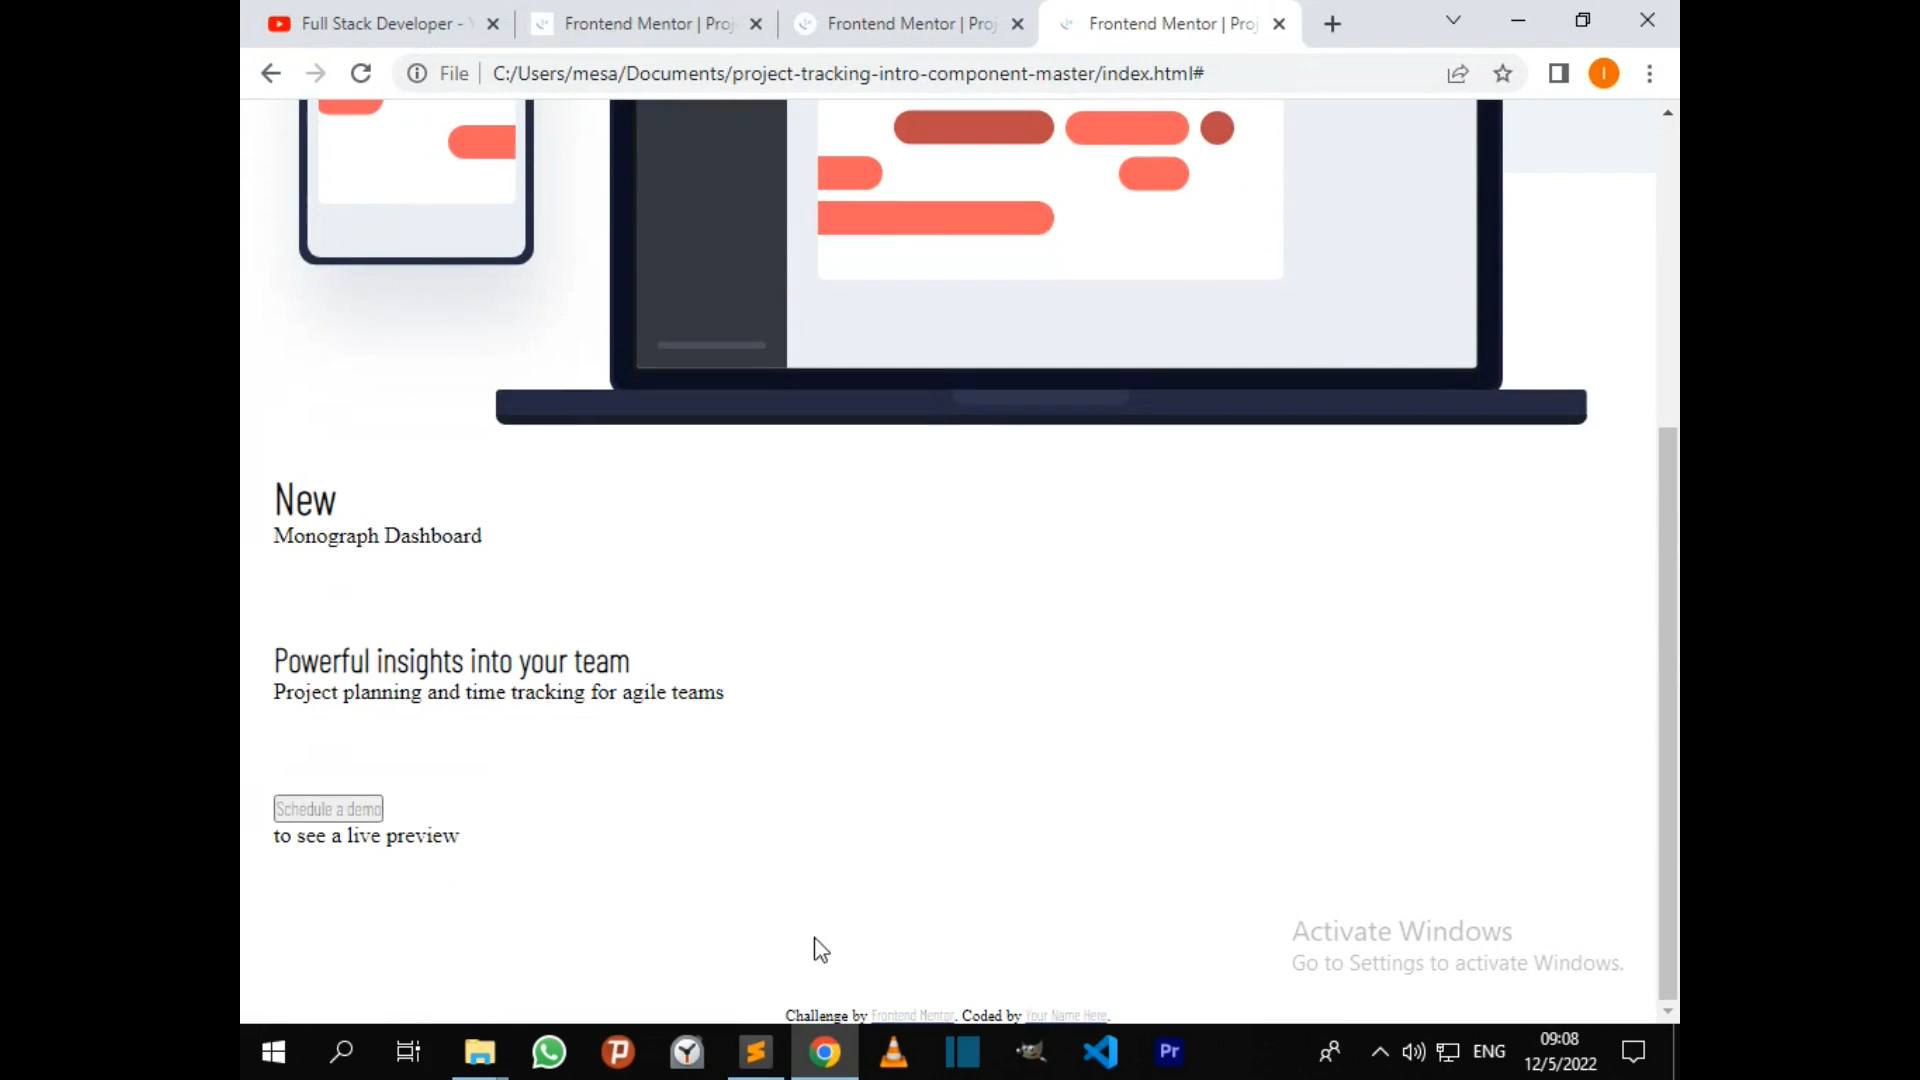 Full Stack Developer -
Frontend Mentor | Proj
Frontend Mentor | Proj
Frontend Mentor | Proj
File
C:/Users/mesa/Documents/project-tracking-intro-component-master/index.html#
I
New
Monograph Dashboard
Powerful insights into your team
Project planning and time tracking for agile teams
Schedule a demo
to see a live preview
Activate Windows
Go to Settings to activate Windows.
Challenge by Frontend Mentor. Coded by Your Name Here.
Pr
ENG
09:08
12/5/2022